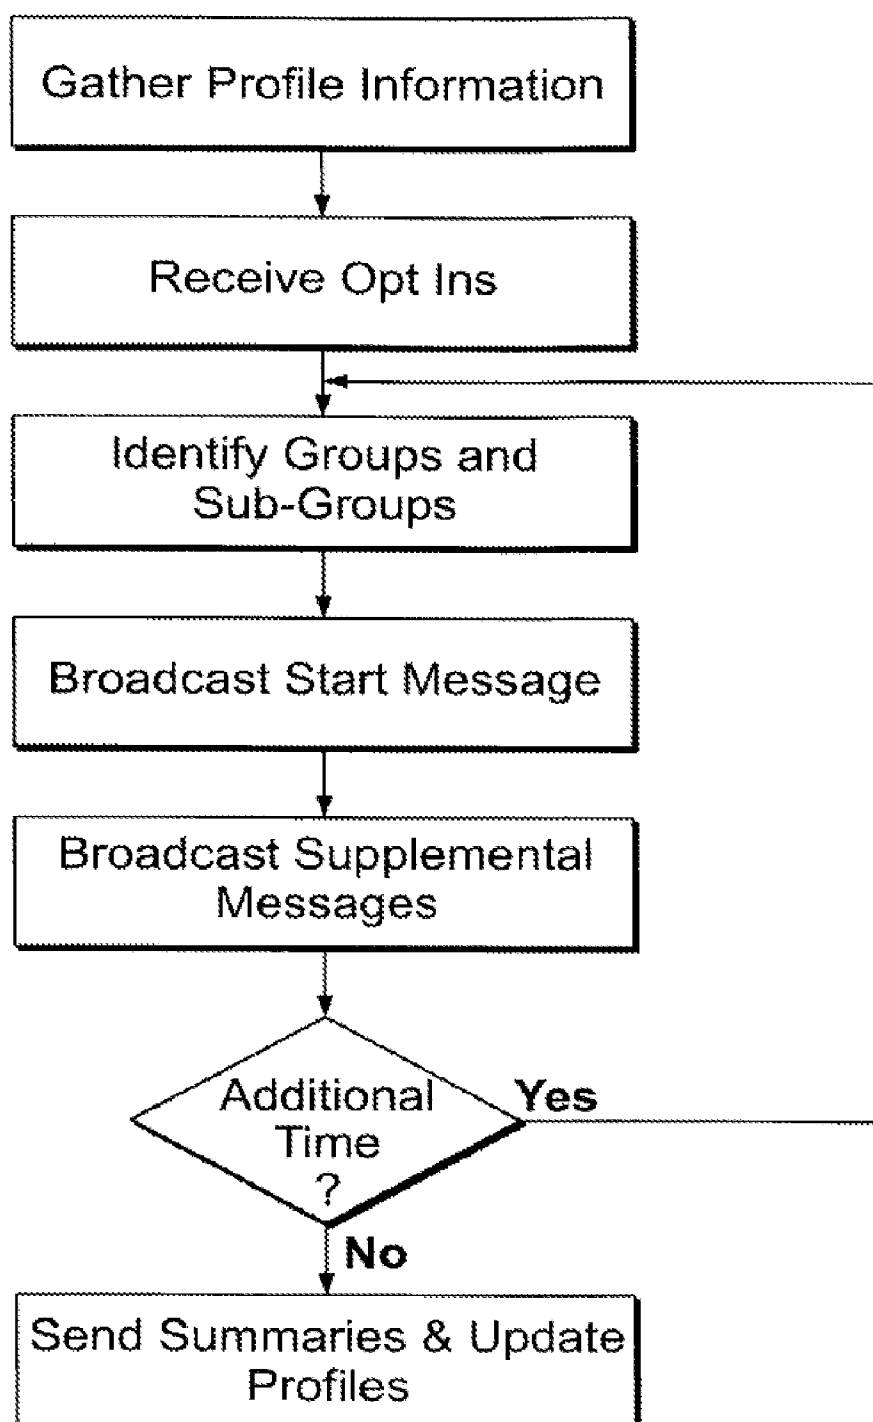 Gather Profile Information
Receive Opt Ins
Identify Groups and
Sub-Groups
Broadcast Start Message
Broadcast Supplemental
Messages
Additional
Time
?
Yes
No
Send Summaries & Update
Profiles